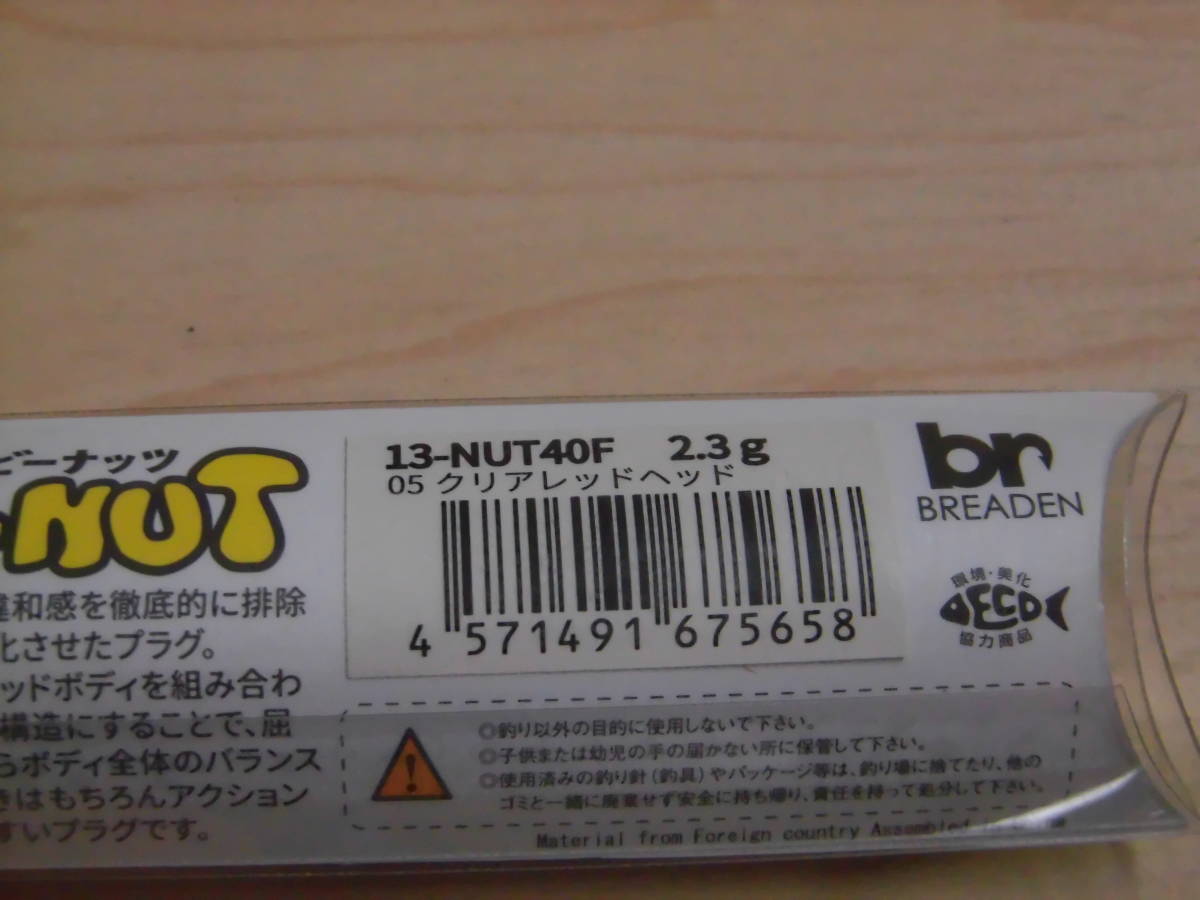 ビーナッツ
NUT
違和感を徹底的に排除
化させたプラグ。
ッドボディを組み合わ
構造にすることで、屈
らボディ全体のバランス
きはもちろんアクション
すいプラグです。
13-NUT40F 2.3g
05 クリアレッドヘッド
4 571491 675658
br
BREADEN
環境・美化
ECO
協力商品
◎釣り以外の目的に使用しないで下さい。
◎子供または幼児の手の届かない所に保管して下さい。
◎使用済みの釣り針(釣具)やパッケージ等は、釣り場に捨てたり、他の
ゴミと一緒に廃棄せず安全に持ち帰り、責任を持って処分して下さい。
Material from Foreign country Assembled